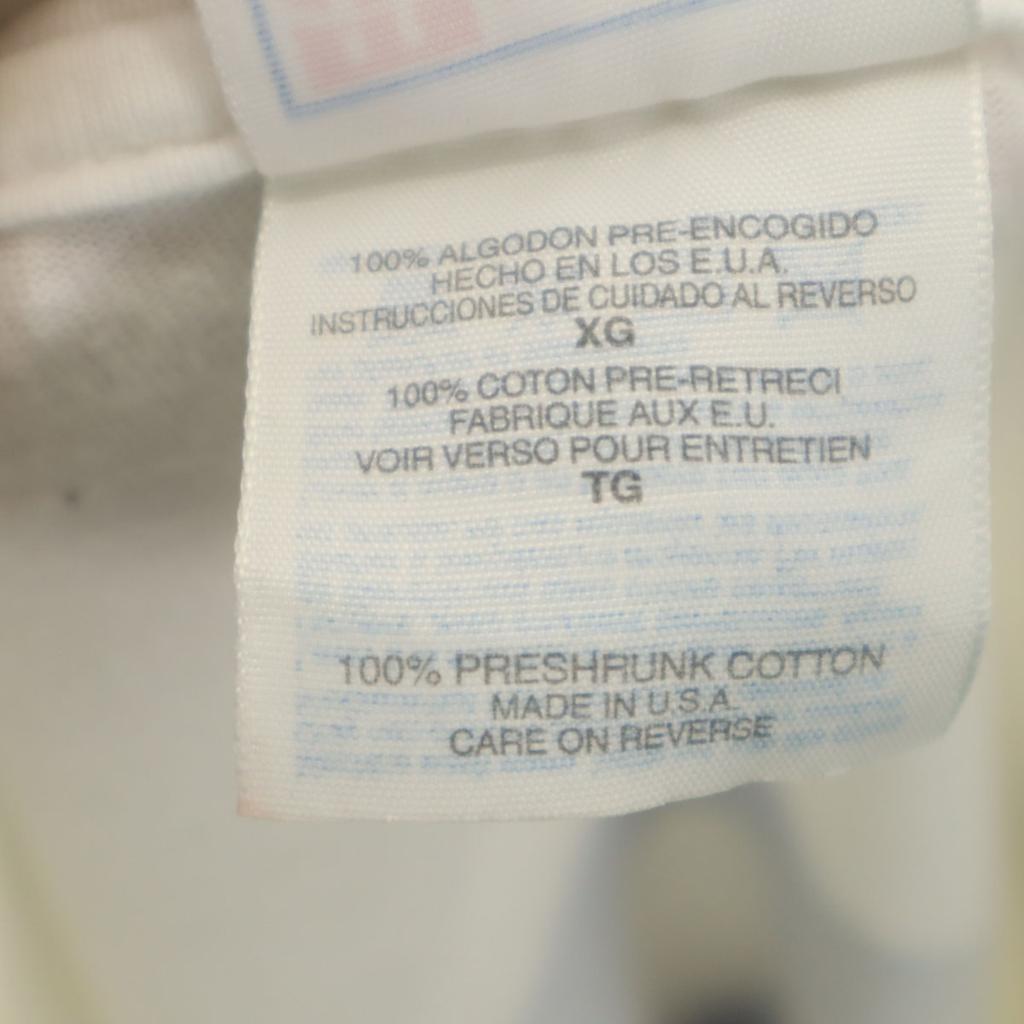 100% ALGODON PRE-ENCOGIDO
HECHO EN LOS E.U.A.
INSTRUCCIONES DE CUIDADO AL REVERSO
XG
100% COTON PRE-RETRECI
FABRIQUE AUX E.U.
VOIR VERSO POUR ENTRETIEN
TG
100% PRESHRUNK COTTON
MADE IN U.S.A.
CARE ON REVERSE